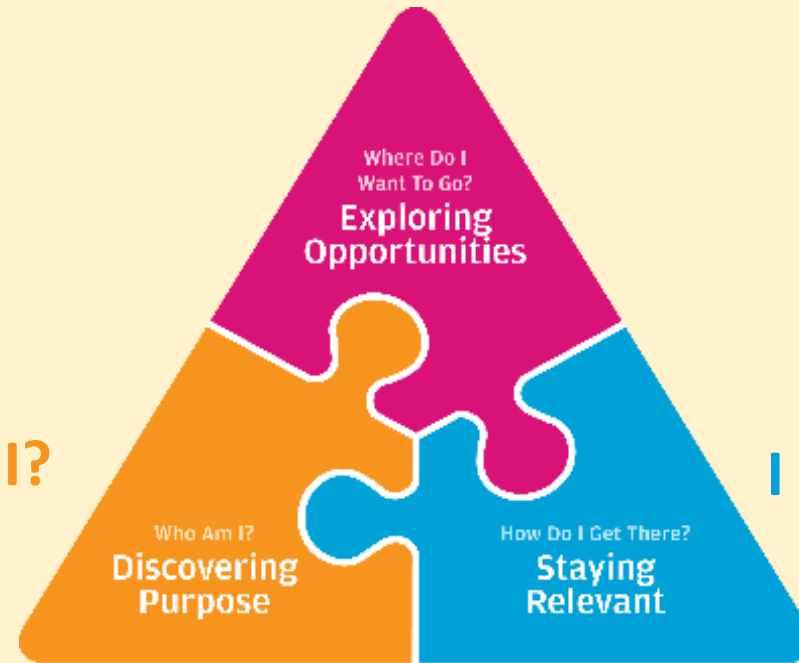 Where Do I
Want To Go?
Exploring
Opportunities
I?
I
Who Am I?
Discovering
Purpose
How Do I Get There?
Staying
Relevant